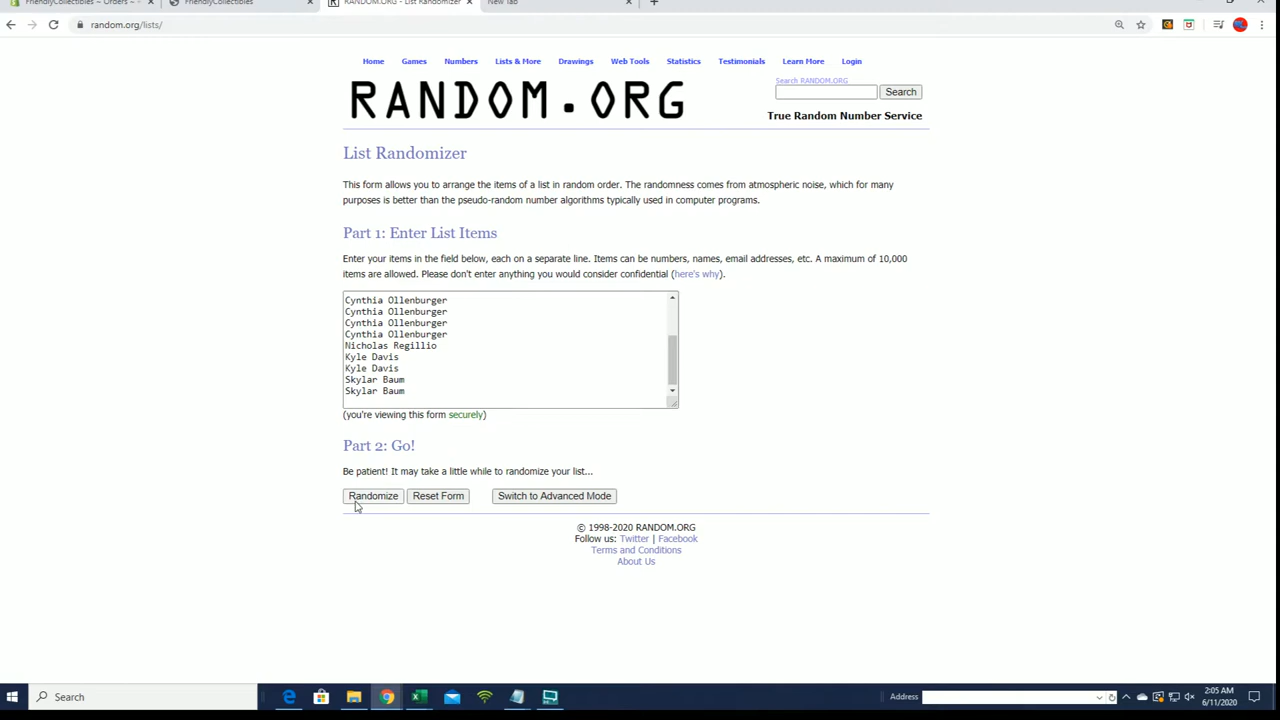 FriendlyCollectibles – Orders –
FriendlyCollectibles
RANDOM.ORG - List Randomizer
New Tab
random.org/lists/
Home Games Numbers Lists & More Drawings Web Tools Statistics Testimonials Learn More Login
RANDOM.ORG
Search RANDOM.ORG
Search
True Random Number Service
List Randomizer
This form allows you to arrange the items of a list in random order. The randomness comes from atmospheric noise, which for many
purposes is better than the pseudo-random number algorithms typically used in computer programs.
Part 1: Enter List Items
Enter your items in the field below, each on a separate line. Items can be numbers, names, email addresses, etc. A maximum of 10,000
items are allowed. Please don't enter anything you would consider confidential (here's why).
Cynthia Ollenburger
Cynthia Ollenburger
Cynthia Ollenburger
Cynthia Ollenburger
Nicholas Regillio
Kyle Davis
Kyle Davis
Skylar Baum
Skylar Baum
(you're viewing this form securely)
Part 2: Go!
Be patient! It may take a little while to randomize your list...
Randomize Reset Form Switch to Advanced Mode
© 1998-2020 RANDOM.ORG
Follow us: Twitter | Facebook
Terms and Conditions
About Us
Search
Address
2:05 AM
6/11/2020